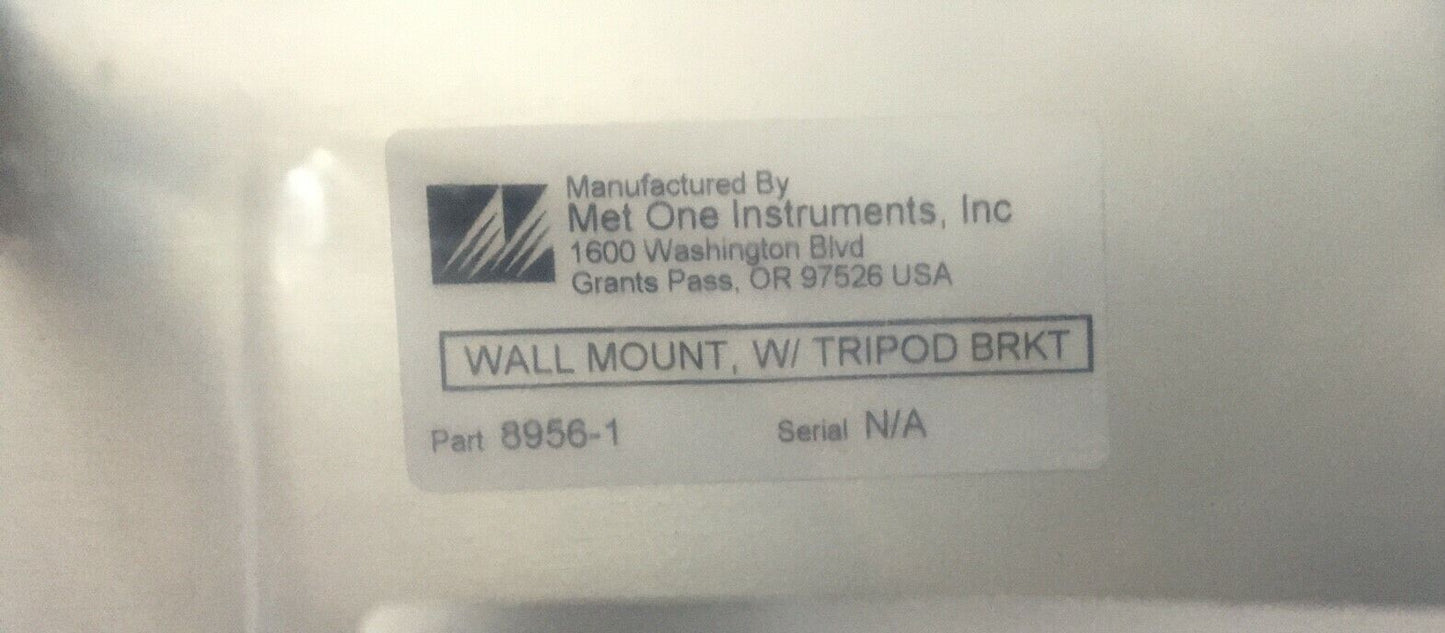 Manufactured By
Met One Instruments, Inc
1600 Washington Blvd
Grants Pass, OR 97526 USA
WALL MOUNT, W/ TRIPOD BRKT
Part 8956-1 Serial N/A